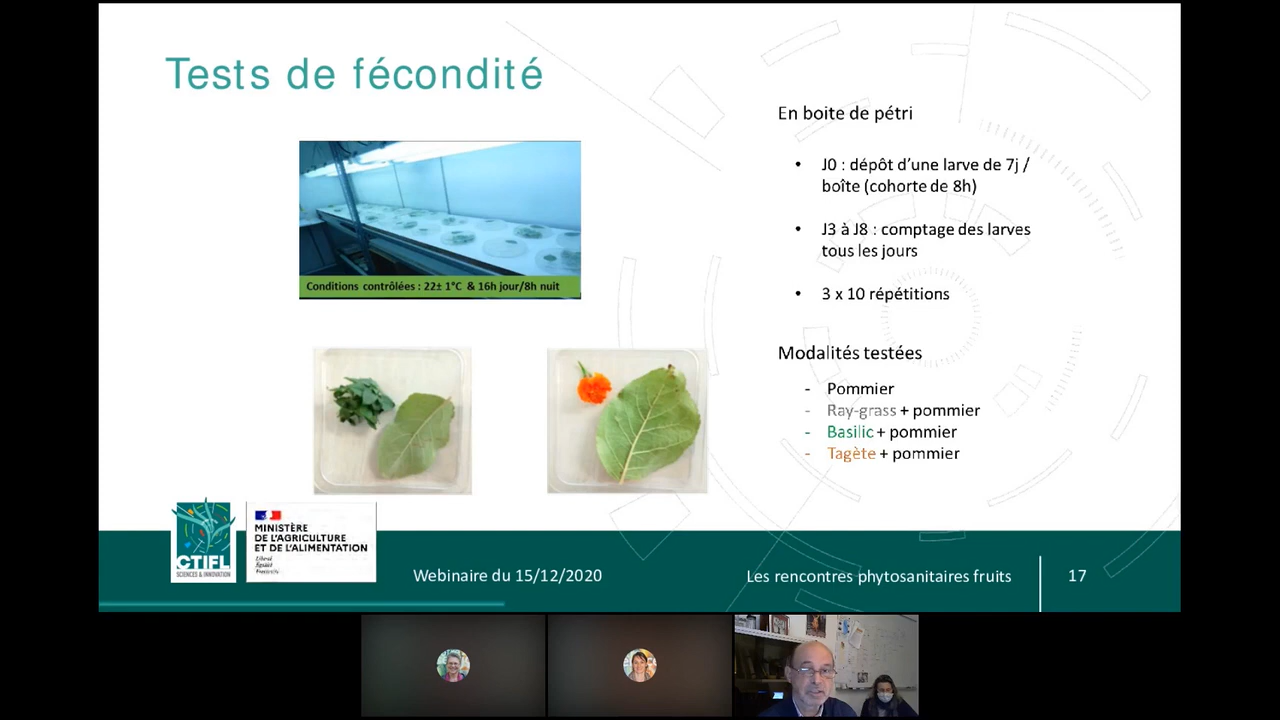 Tests de fécondité
Conditions contrôlées : 22± 1°C & 16h jour/8h nuit
En boite de pétri
• J0 : dépôt d’une larve de 7j /
boîte (cohorte de 8h)
• J3 à J8 : comptage des larves
tous les jours
• 3 x 10 répétitions
Modalités testées
- Pommier
- Ray-grass + pommier
- Basilic + pommier
- Tagète + pommier
CTIFL
SCIENCES & INNOVATION
MINISTÈRE
DE L’AGRICULTURE
ET DE L’ALIMENTATION
Liberté
Égalité
Fraternité
Webinaire du 15/12/2020
Les rencontres phytosanitaires fruits
17